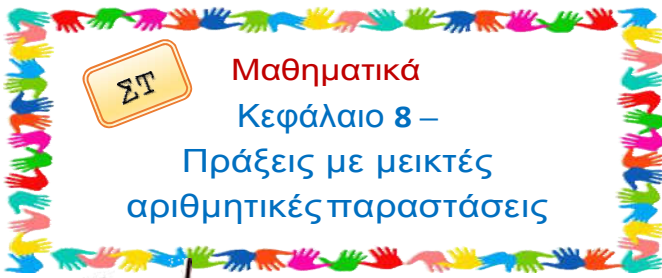 ΣΤ
Μαθηματικά
Κεφάλαιο 8 –
Πράξεις με μεικτές
αριθμητικές παραστάσεις